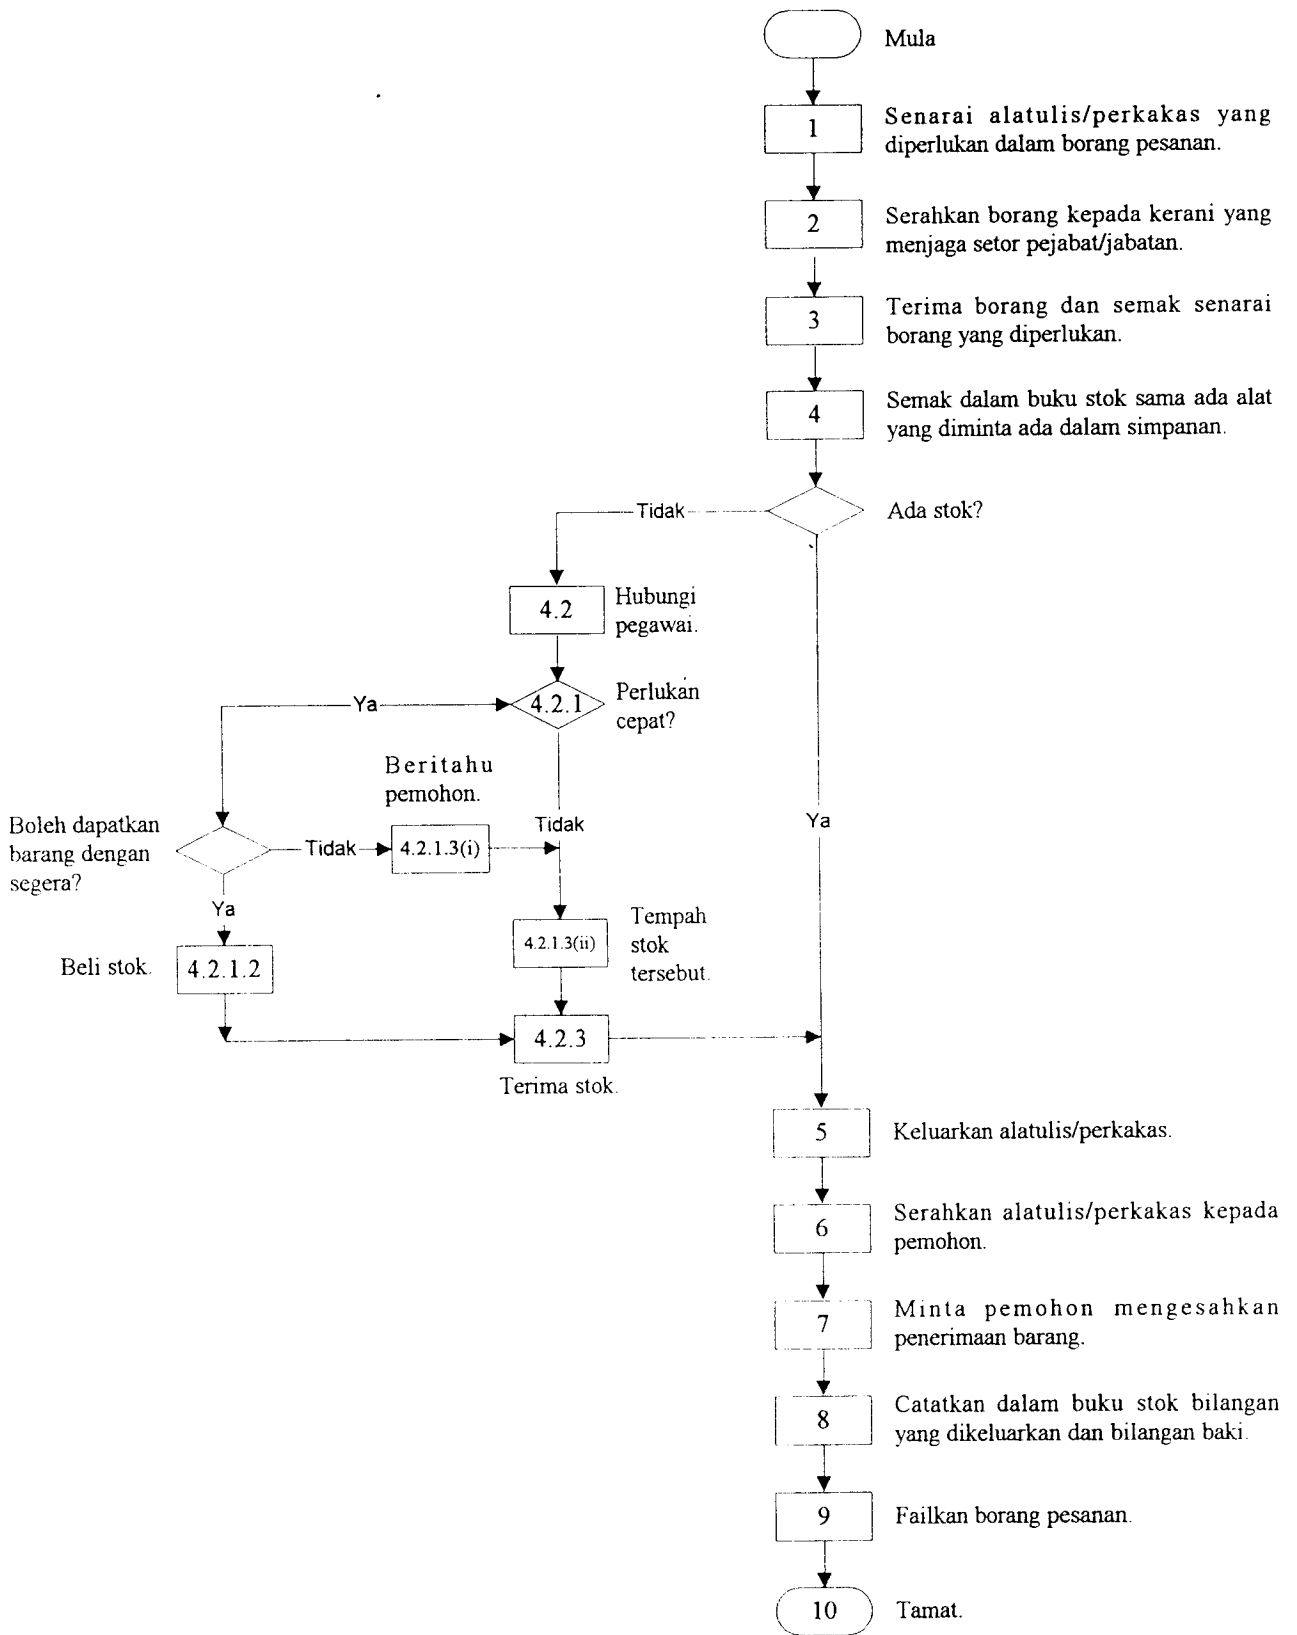 Mula
1
Senarai alatulis/perkakas yang
diperlukan dalam borang pesanan.
2
Serahkan borang kepada kerani yang
menjaga setor pejabat/jabatan.
3
Terima borang dan semak senarai
borang yang diperlukan.
4
Semak dalam buku stok sama ada alat
yang diminta ada dalam simpanan.
Tidak
Ada stok?
4.2
Hubungi
pegawai.
Ya
4.2.1
Perlukan
cepat?
Beritahu
pemohon.
Boleh dapatkan
barang dengan
segera?
Tidak
4.2.1.3(i)
Tidak
Ya
Ya
4.2.1.3(ii)
Tempah
stok
tersebut.
Beli stok.
4.2.1.2
4.2.3
Terima stok.
5
Keluarkan alatulis/perkakas.
6
Serahkan alatulis/perkakas kepada
pemohon.
7
Minta pemohon mengesahkan
penerimaan barang.
8
Catatkan dalam buku stok bilangan
yang dikeluarkan dan bilangan baki.
9
Failkan borang pesanan.
10
Tamat.